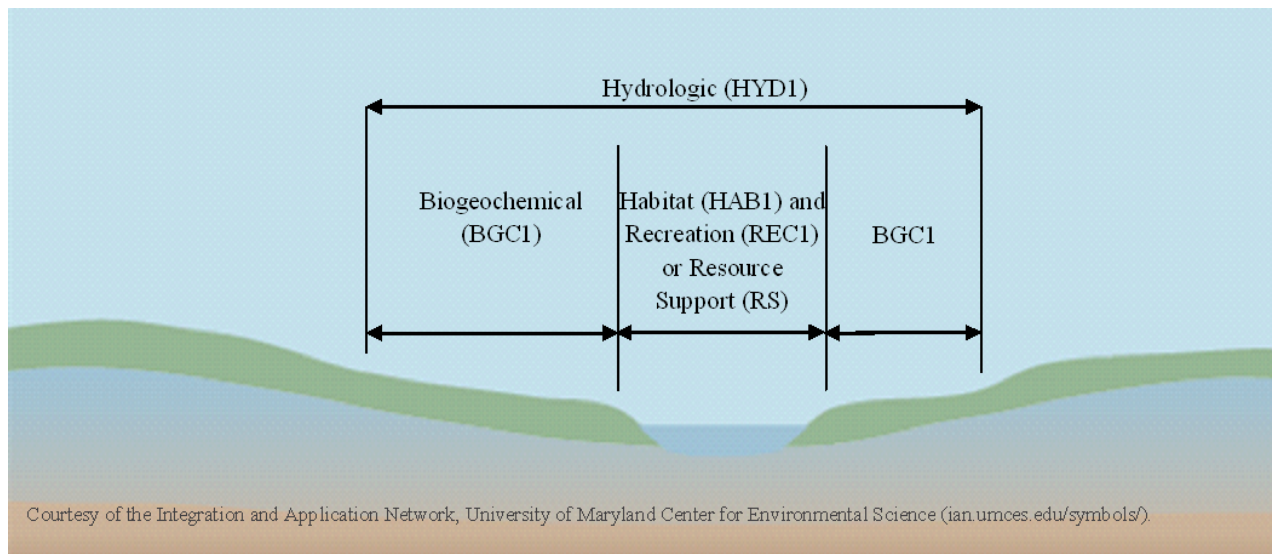 Hydrologic (HYD1)
Biogeochemical
(BGC1)
Habitat (HAB1) and
Recreation (REC1)
or Resource
Support (RS)
BGC1
Courtesy of the Integration and Application Network, University of Maryland Center for Environmental Science (ian.umces.edu/symbols/).